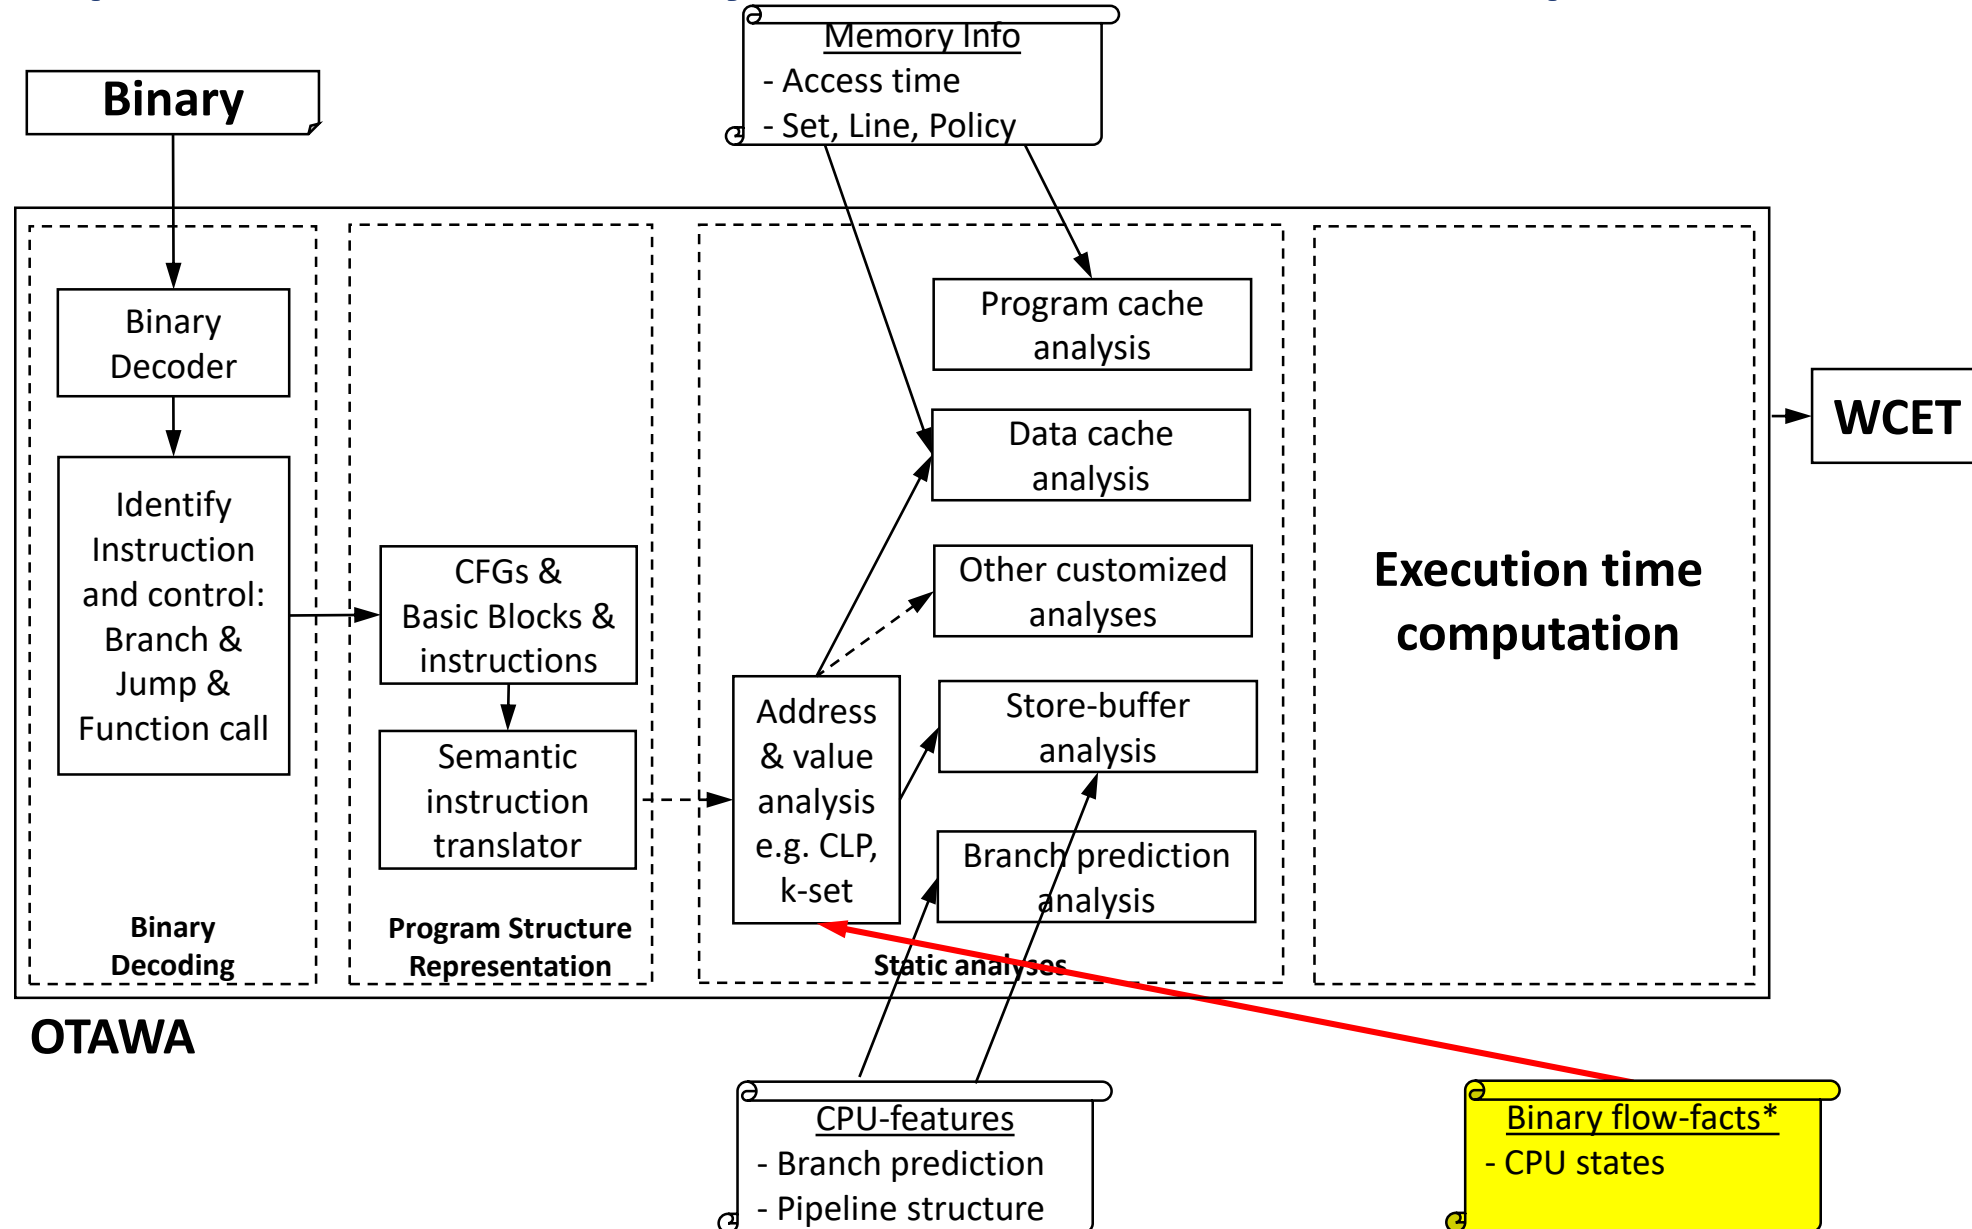 Memory Info
- Access time
- Set, Line, Policy
Binary
Binary
Decoder
Identify
Instruction
and control:
Branch &
Jump &
Function call
Binary
Decoding
CFGs &
Basic Blocks &
instructions
Semantic
instruction
translator
Program Structure
Representation
Program cache
analysis
Data cache
analysis
Other customized
analyses
Address
& value
analysis
e.g. CLP,
k-set
Store-buffer
analysis
Branch prediction
analysis
Static analyses
Execution time
computation
WCET
OTAWA
CPU-features
- Branch prediction
- Pipeline structure
Binary flow-facts*
- CPU states